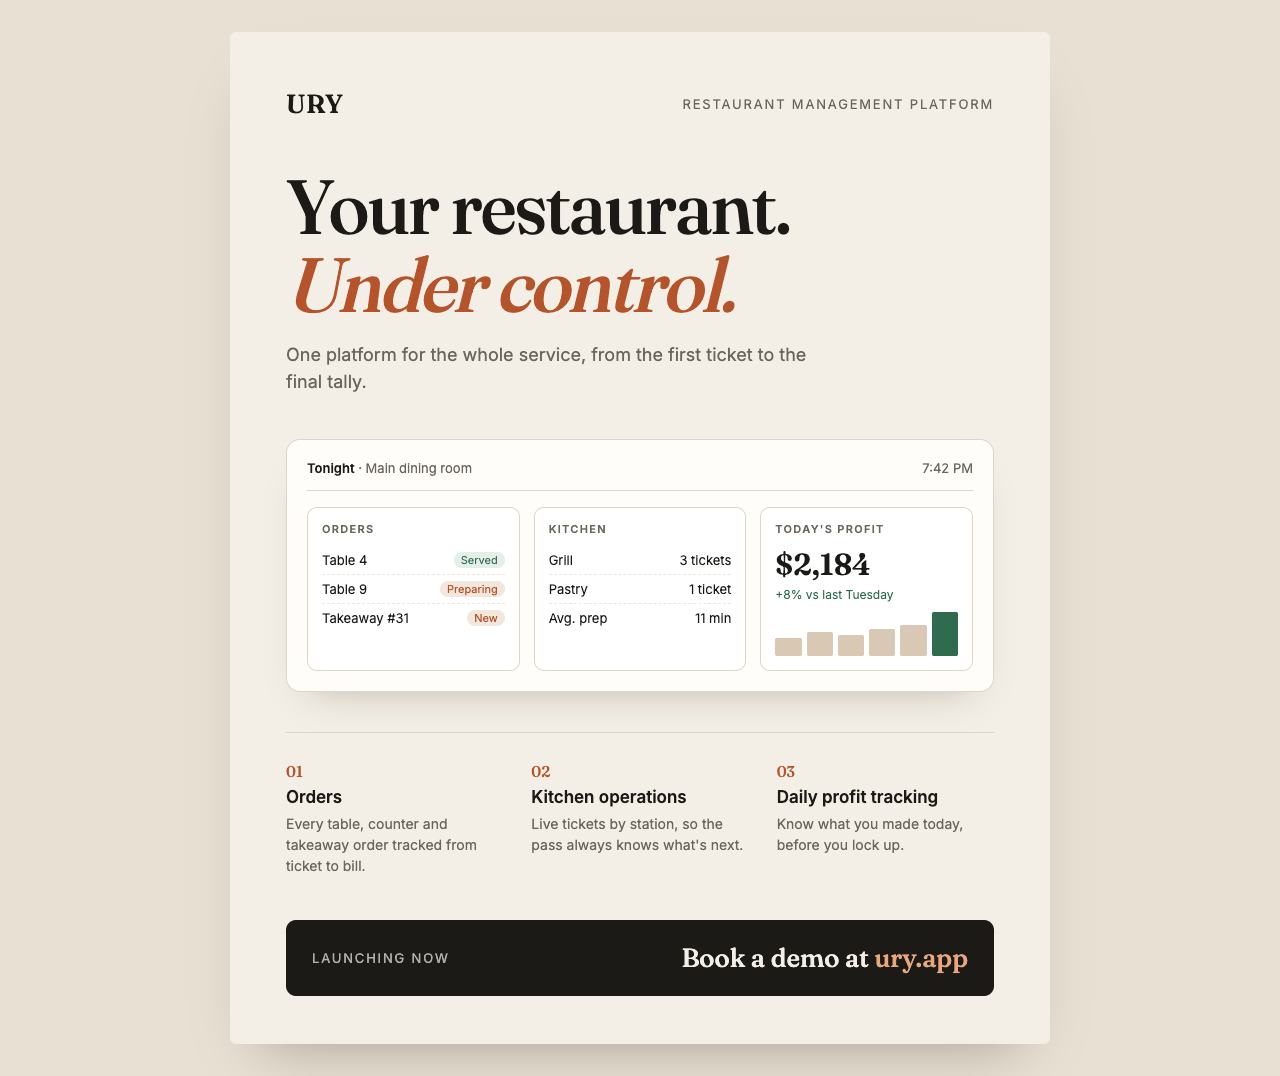 URY
RESTAURANT MANAGEMENT PLATFORM
Your restaurant.
Under control.
One platform for the whole service, from the first ticket to the
final tally.
Tonight · Main dining room
7:42 PM
ORDERS
Table 4 Served
Table 9 Preparing
Takeaway #31 New
KITCHEN
Grill 3 tickets
Pastry 1 ticket
Avg. prep 11 min
TODAY'S PROFIT
$2,184
+8% vs last Tuesday
01
Orders
Every table, counter and
takeaway order tracked from
ticket to bill.
02
Kitchen operations
Live tickets by station, so the
pass always knows what's next.
03
Daily profit tracking
Know what you made today,
before you lock up.
LAUNCHING NOW
Book a demo at ury.app